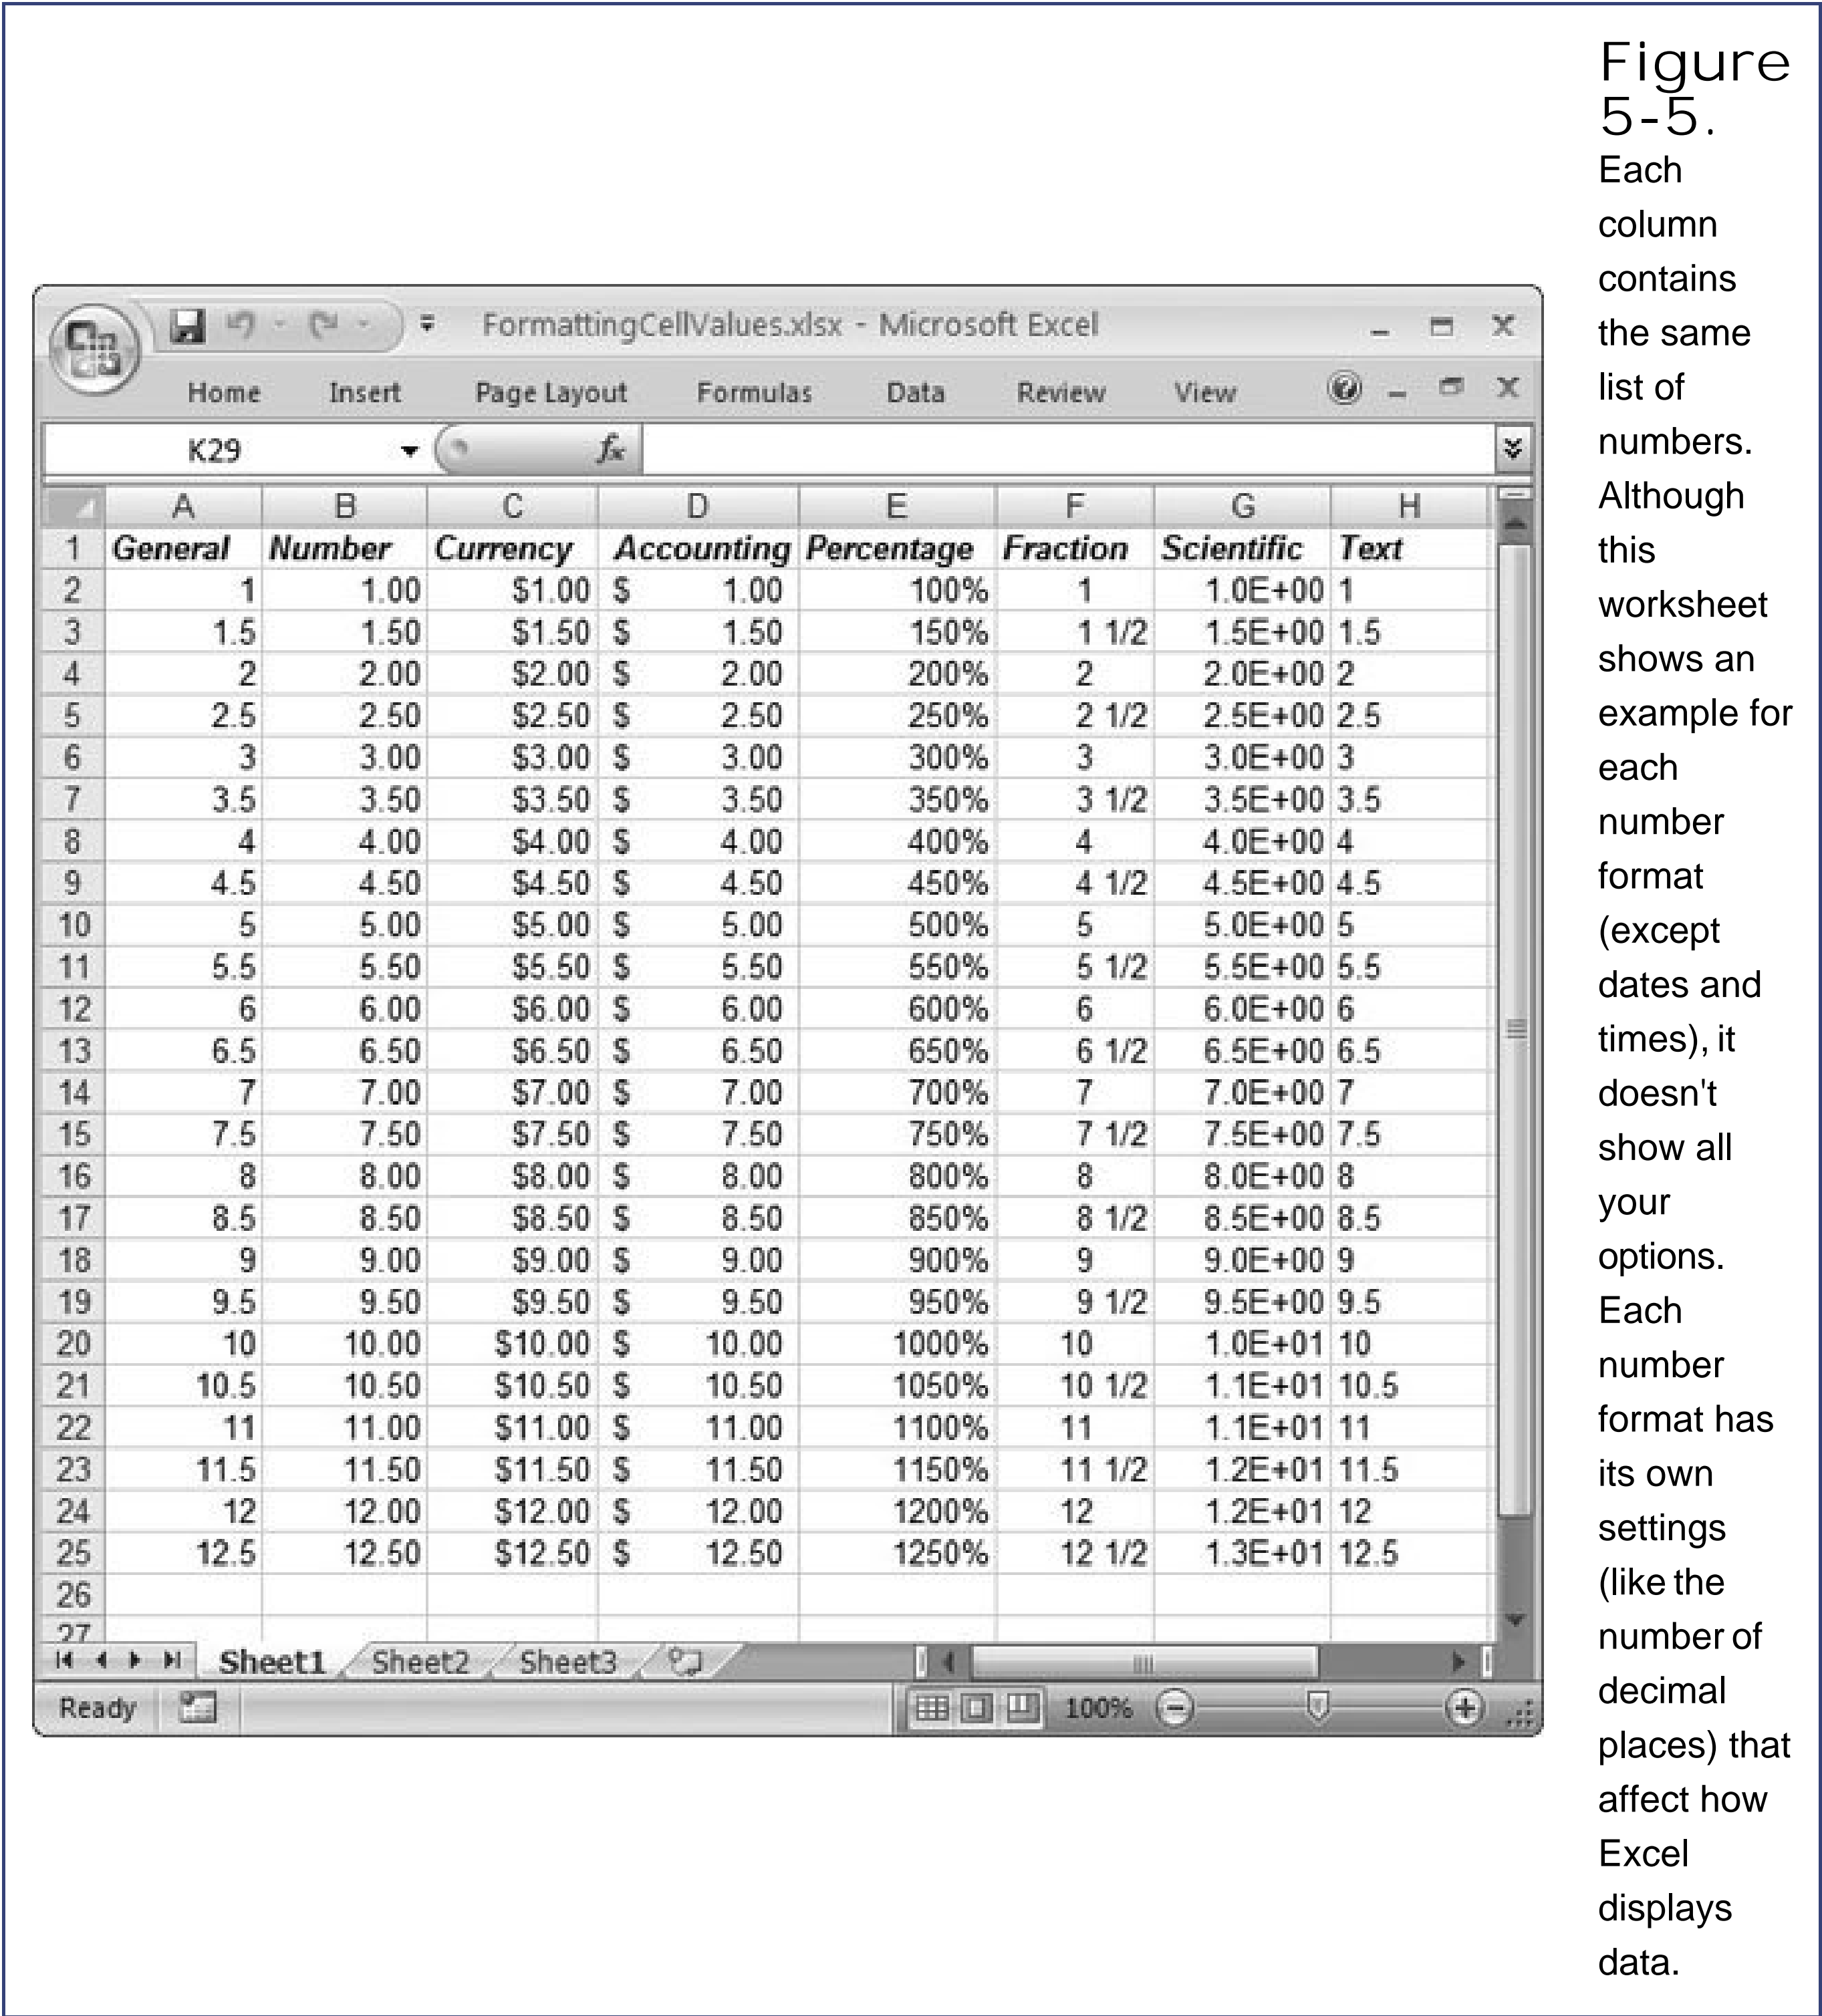 FormattingCellValues.xlsx - Microsoft Excel
Home Insert Page Layout Formulas Data Review View
K29 fx
A B C D E F G H
1 General Number Currency Accounting Percentage Fraction Scientific Text
2 1 1.00 $1.00 $ 1.00 100% 1 1.0E+00 1
3 1.5 1.50 $1.50 $ 1.50 150% 1 1/2 1.5E+00 1.5
4 2 2.00 $2.00 $ 2.00 200% 2 2.0E+00 2
5 2.5 2.50 $2.50 $ 2.50 250% 2 1/2 2.5E+00 2.5
6 3 3.00 $3.00 $ 3.00 300% 3 3.0E+00 3
7 3.5 3.50 $3.50 $ 3.50 350% 3 1/2 3.5E+00 3.5
8 4 4.00 $4.00 $ 4.00 400% 4 4.0E+00 4
9 4.5 4.50 $4.50 $ 4.50 450% 4 1/2 4.5E+00 4.5
10 5 5.00 $5.00 $ 5.00 500% 5 5.0E+00 5
11 5.5 5.50 $5.50 $ 5.50 550% 5 1/2 5.5E+00 5.5
12 6 6.00 $6.00 $ 6.00 600% 6 6.0E+00 6
13 6.5 6.50 $6.50 $ 6.50 650% 6 1/2 6.5E+00 6.5
14 7 7.00 $7.00 $ 7.00 700% 7 7.0E+00 7
15 7.5 7.50 $7.50 $ 7.50 750% 7 1/2 7.5E+00 7.5
16 8 8.00 $8.00 $ 8.00 800% 8 8.0E+00 8
17 8.5 8.50 $8.50 $ 8.50 850% 8 1/2 8.5E+00 8.5
18 9 9.00 $9.00 $ 9.00 900% 9 9.0E+00 9
19 9.5 9.50 $9.50 $ 9.50 950% 9 1/2 9.5E+00 9.5
20 10 10.00 $10.00 $ 10.00 1000% 10 1.0E+01 10
21 10.5 10.50 $10.50 $ 10.50 1050% 10 1/2 1.1E+01 10.5
22 11 11.00 $11.00 $ 11.00 1100% 11 1.1E+01 11
23 11.5 11.50 $11.50 $ 11.50 1150% 11 1/2 1.2E+01 11.5
24 12 12.00 $12.00 $ 12.00 1200% 12 1.2E+01 12
25 12.5 12.50 $12.50 $ 12.50 1250% 12 1/2 1.3E+01 12.5
26
27
Sheet1 Sheet2 Sheet3
Ready 100%
Figure
5-5.
Each
column
contains
the same
list of
numbers.
Although
this
worksheet
shows an
example for
each
number
format
(except
dates and
times), it
doesn't
show all
your
options.
Each
number
format has
its own
settings
(like the
number of
decimal
places) that
affect how
Excel
displays
data.